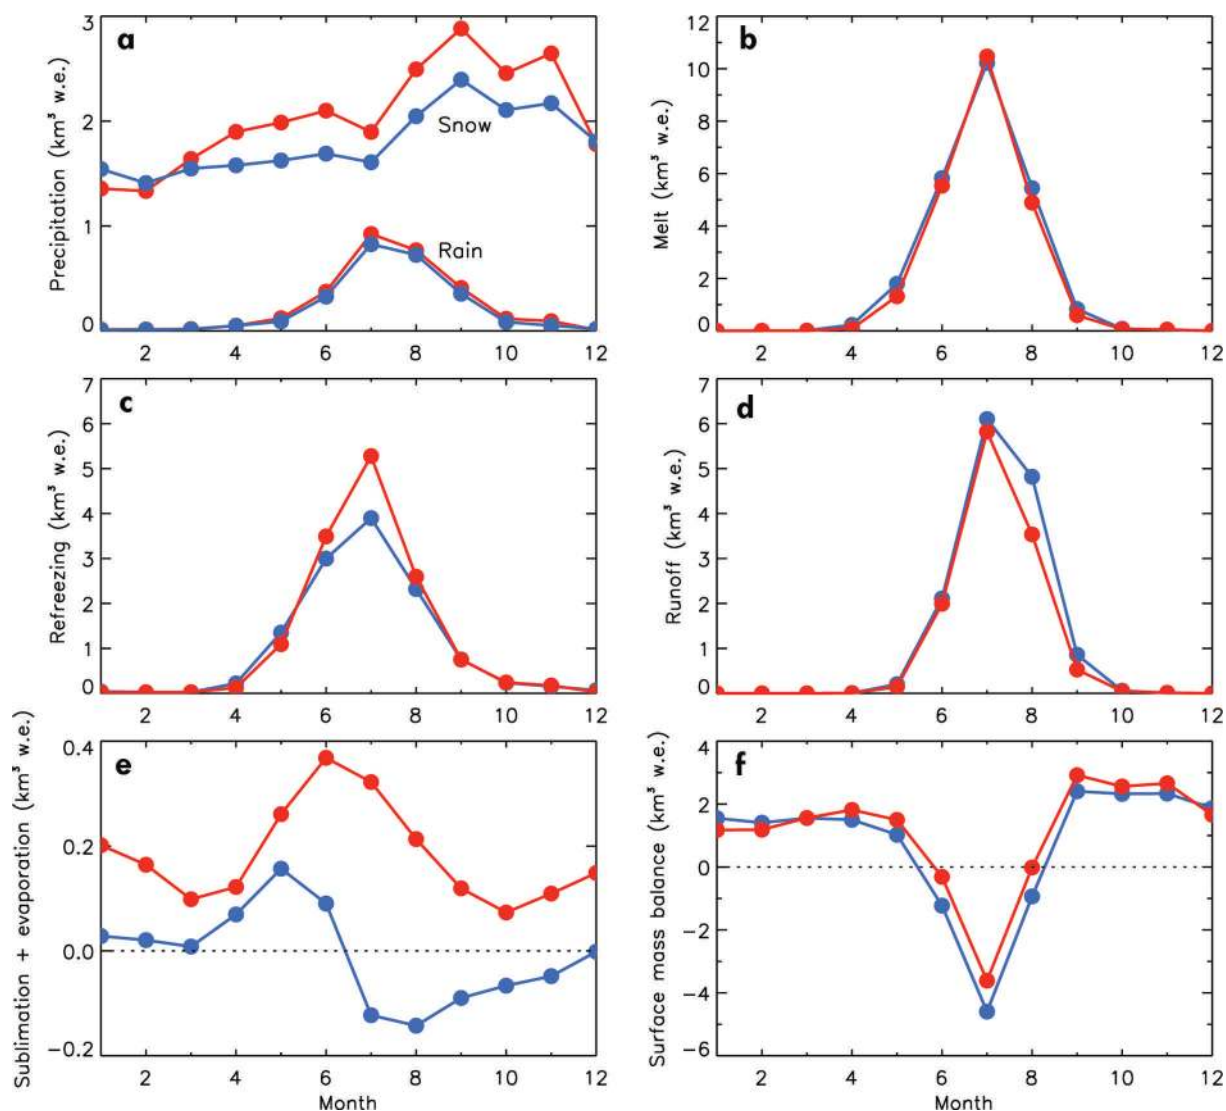 a
3
2
1
0
Precipitation (km³ w.e.)
Snow
Rain
2 4 6 8 10 12
b
12
10
8
6
4
2
0
Melt (km³ w.e.)
2 4 6 8 10 12
c
7
6
5
4
3
2
1
0
Refreezing (km³ w.e.)
2 4 6 8 10 12
d
7
6
5
4
3
2
1
0
Runoff (km³ w.e.)
2 4 6 8 10 12
e
0.4
0.2
0.0
−0.2
Sublimation + evaporation (km³ w.e.)
2 4 6 8 10 12
Month
f
4
2
0
−2
−4
−6
Surface mass balance (km³ w.e.)
2 4 6 8 10 12
Month